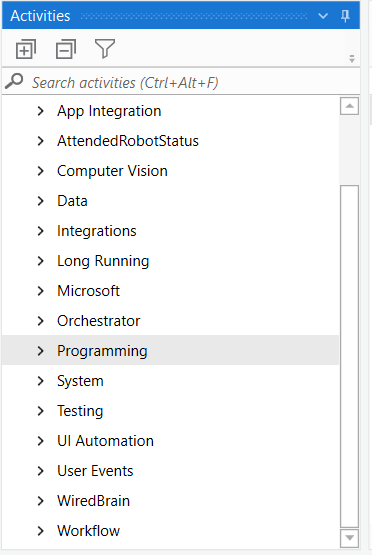 Activities
Search activities (Ctrl+Alt+F)
App Integration
AttendedRobotStatus
Computer Vision
Data
Integrations
Long Running
Microsoft
Orchestrator
Programming
System
Testing
UI Automation
User Events
WiredBrain
Workflow